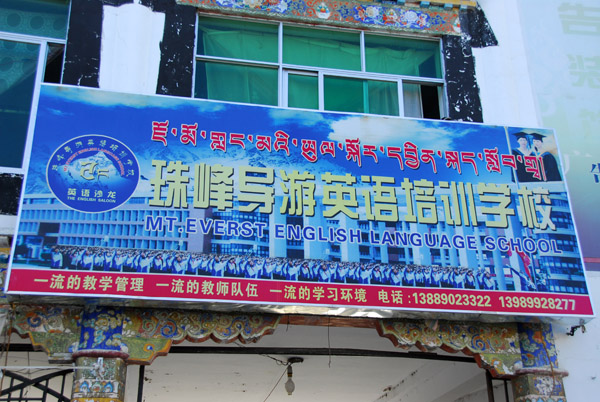 ཇོ་མོ་གླང་མའི་ཡུལ་སྐོར་དབྱིན་སྐད་སློབ་གྲྭ།
珠峰导游英语培训学校
MT.EVERST ENGLISH LANGUAGE SCHOOL
英语沙龙
THE ENGLISH SALOON
一流的教学管理 一流的教师队伍 一流的学习环境 电话:13889023322 13989928277